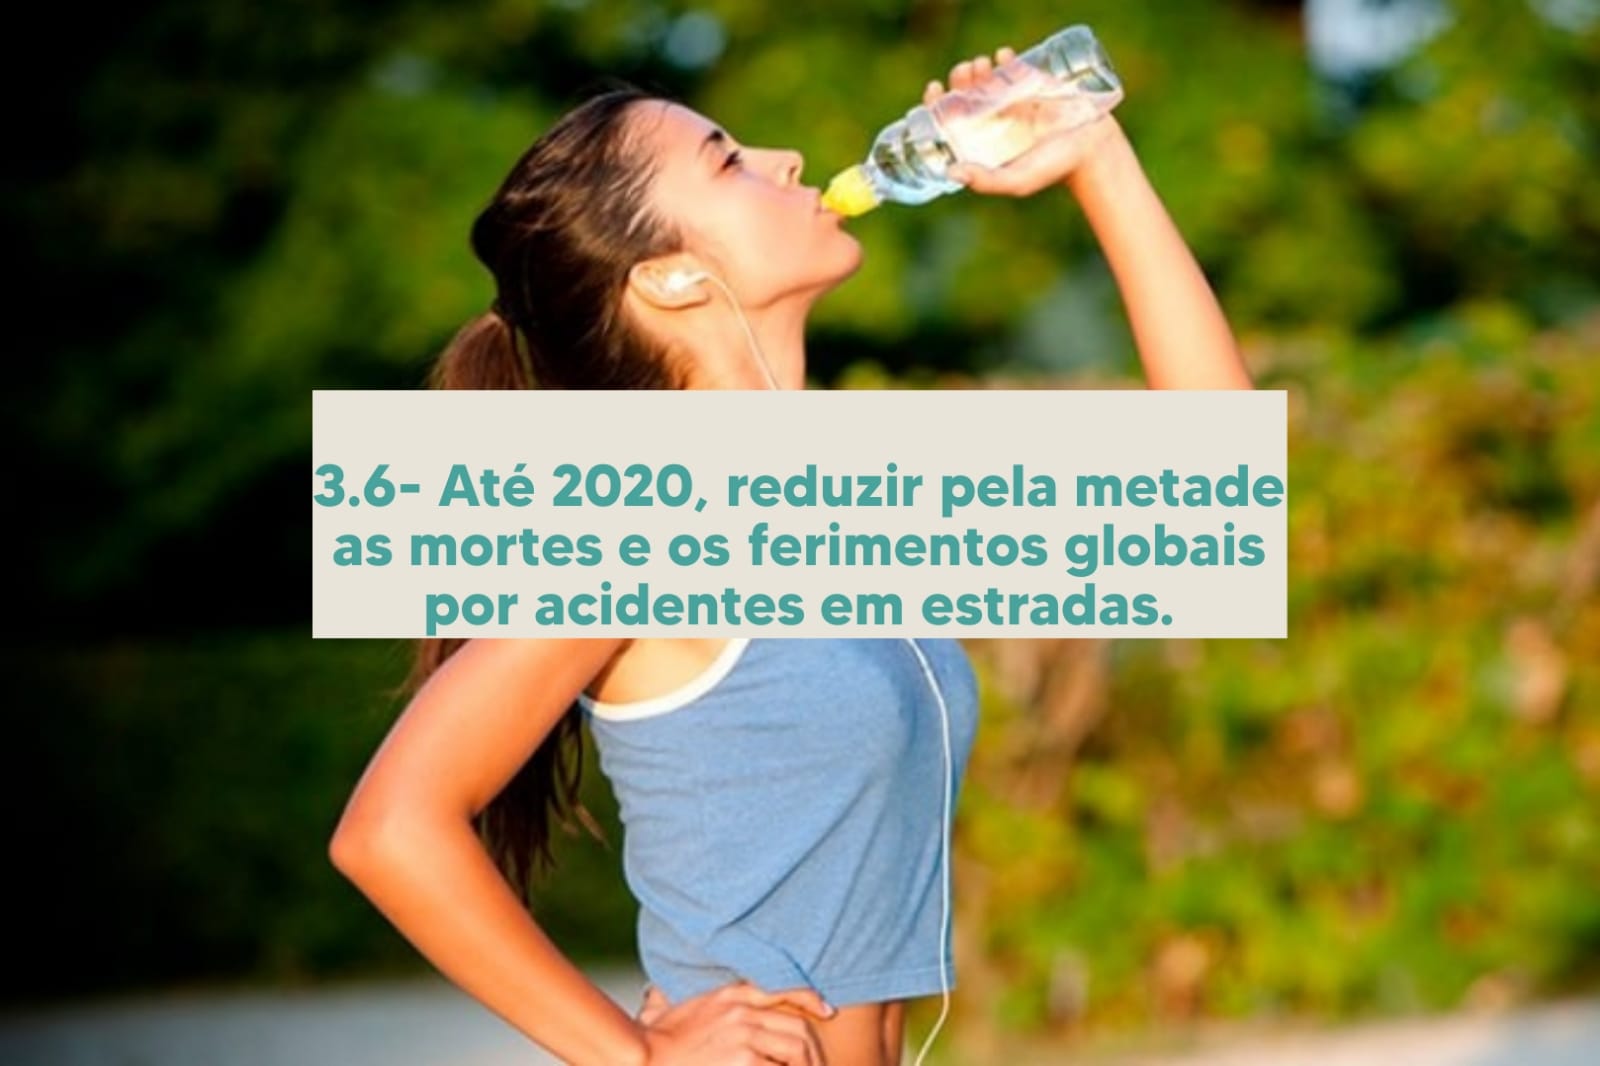 3.6- Até 2020, reduzir pela metade
as mortes e os ferimentos globais
por acidentes em estradas.